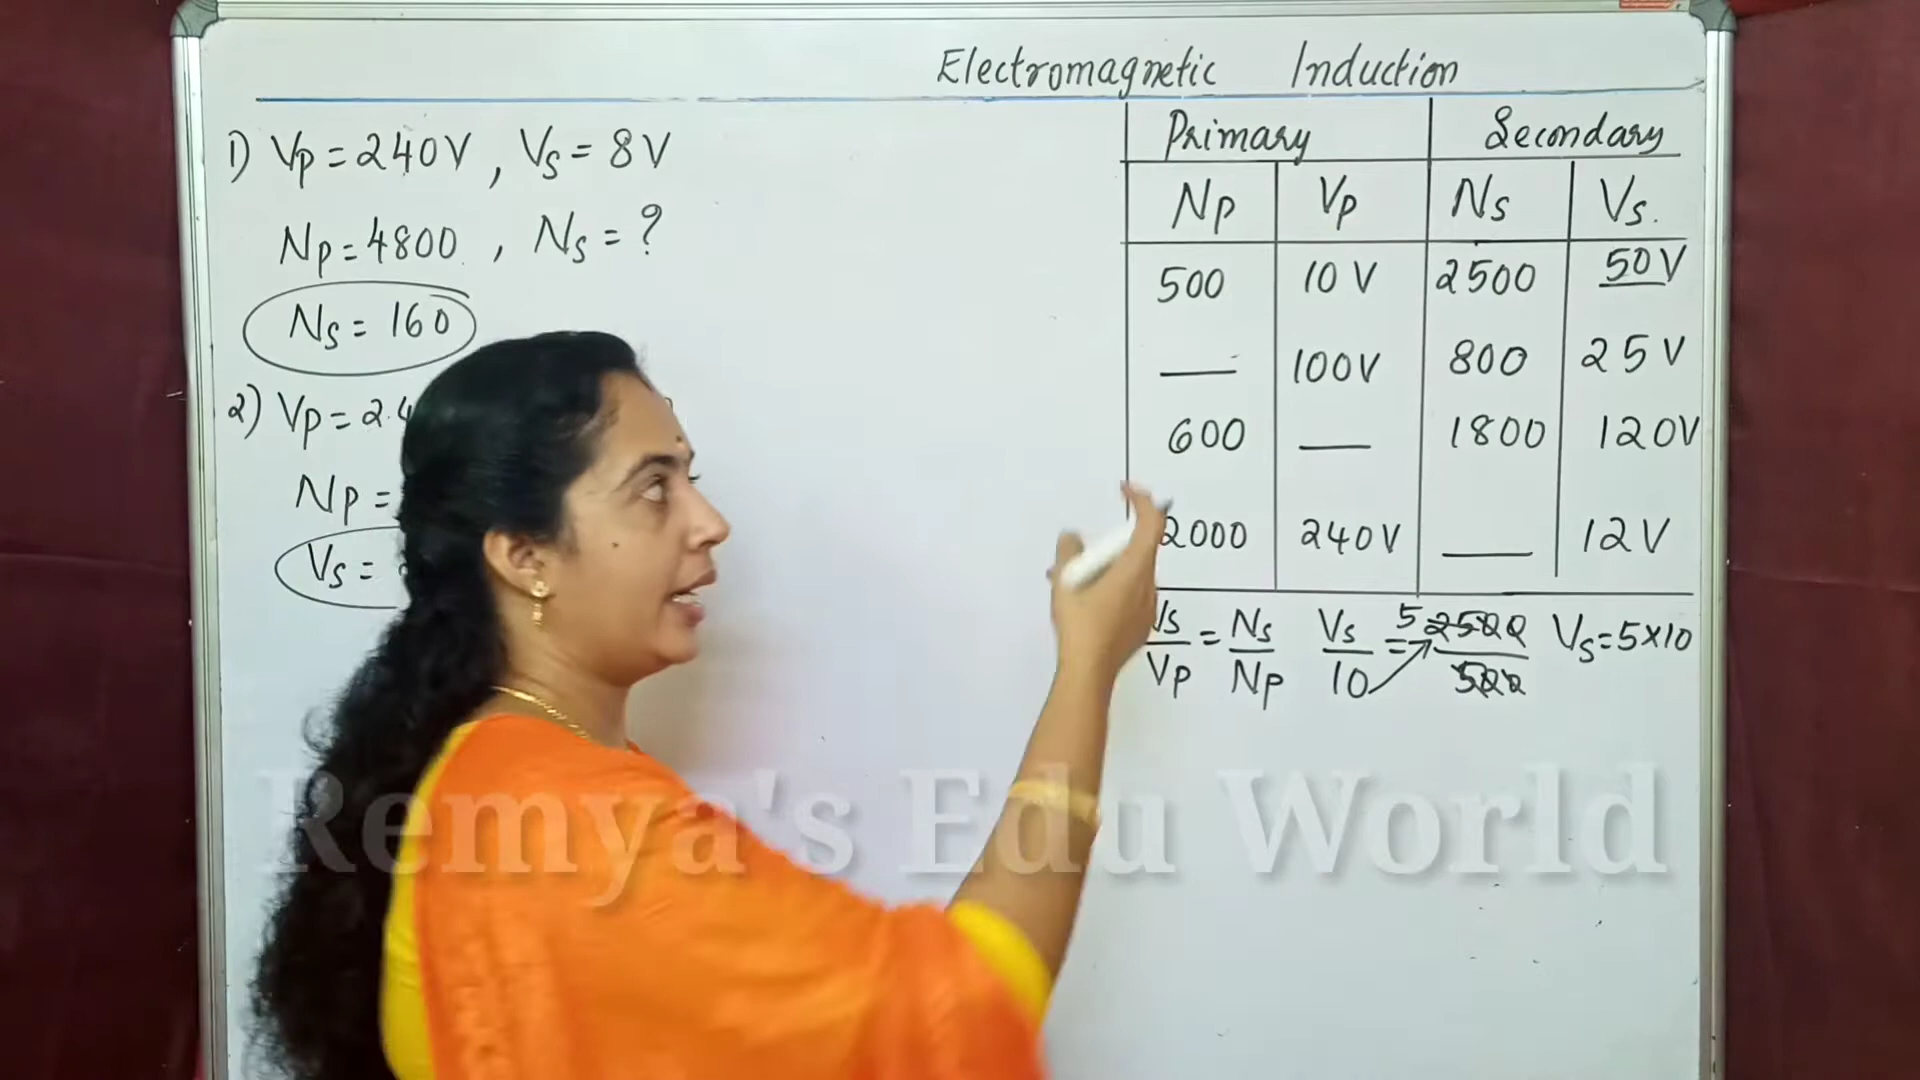 Electromagnetic Induction
1) Vp = 240V, Vs = 8V
Np = 4800, Ns = ?
Ns = 160
2) Vp = 24
Np =
Vs =
Primary Secondary
Np Vp Ns Vs.
500 10 V 2500 50V
— 100V 800 25V
600 — 1800 120V
2000 240V — 12V
Vs/Vp = Ns/Np Vs/10 = 5 2500/500 Vs = 5×10
Remya's Edu World